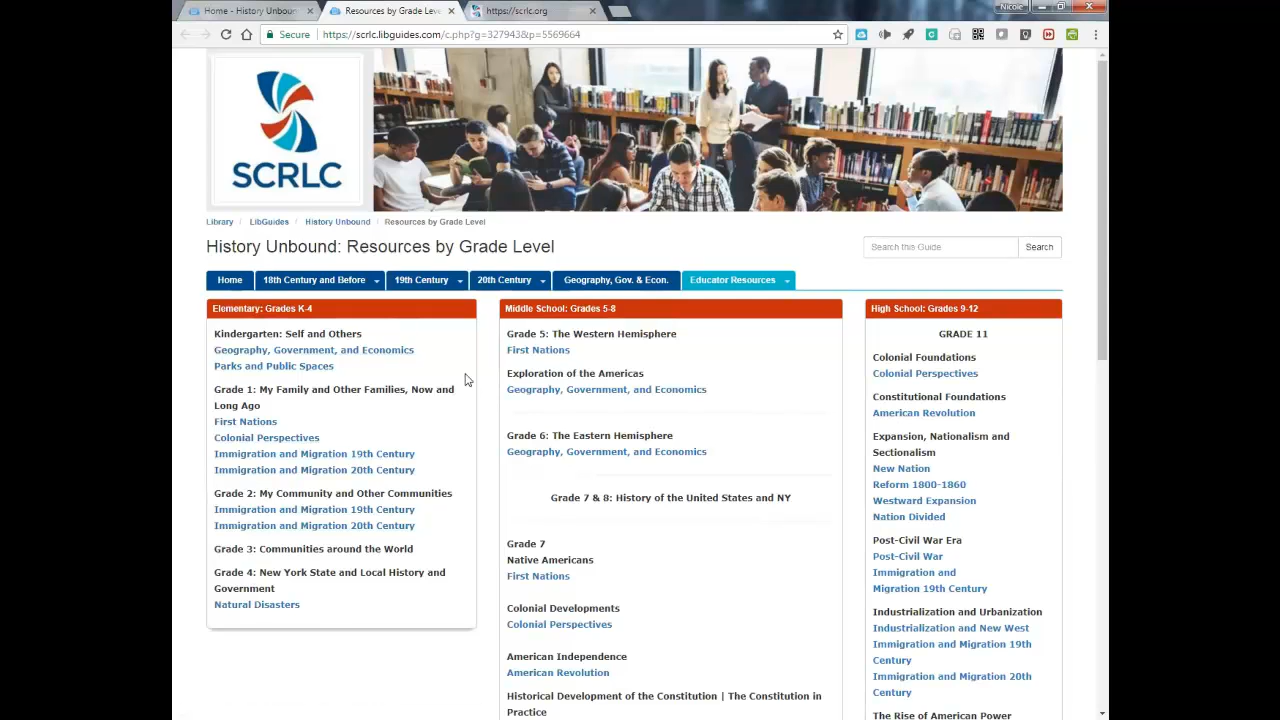 Home - History Unboun
Resources by Grade Leve
https://scrlc.org
Nicole
Secure
https://scrlc.libguides.com/c.php?g=327943&p=5569664
SCRLC
Library / LibGuides / History Unbound / Resources by Grade Level
History Unbound: Resources by Grade Level
Search this Guide
Search
Home
18th Century and Before
19th Century
20th Century
Geography, Gov. & Econ.
Educator Resources
Elementary: Grades K-4
Kindergarten: Self and Others
Geography, Government, and Economics
Parks and Public Spaces
Grade 1: My Family and Other Families, Now and
Long Ago
First Nations
Colonial Perspectives
Immigration and Migration 19th Century
Immigration and Migration 20th Century
Grade 2: My Community and Other Communities
Immigration and Migration 19th Century
Immigration and Migration 20th Century
Grade 3: Communities around the World
Grade 4: New York State and Local History and
Government
Natural Disasters
Middle School: Grades 5-8
Grade 5: The Western Hemisphere
First Nations
Exploration of the Americas
Geography, Government, and Economics
Grade 6: The Eastern Hemisphere
Geography, Government, and Economics
Grade 7 & 8: History of the United States and NY
Grade 7
Native Americans
First Nations
Colonial Developments
Colonial Perspectives
American Independence
American Revolution
Historical Development of the Constitution | The Constitution in
Practice
High School: Grades 9-12
GRADE 11
Colonial Foundations
Colonial Perspectives
Constitutional Foundations
American Revolution
Expansion, Nationalism and
Sectionalism
New Nation
Reform 1800-1860
Westward Expansion
Nation Divided
Post-Civil War Era
Post-Civil War
Immigration and
Migration 19th Century
Industrialization and Urbanization
Industrialization and New West
Immigration and Migration 19th
Century
Immigration and Migration 20th
Century
The Rise of American Power